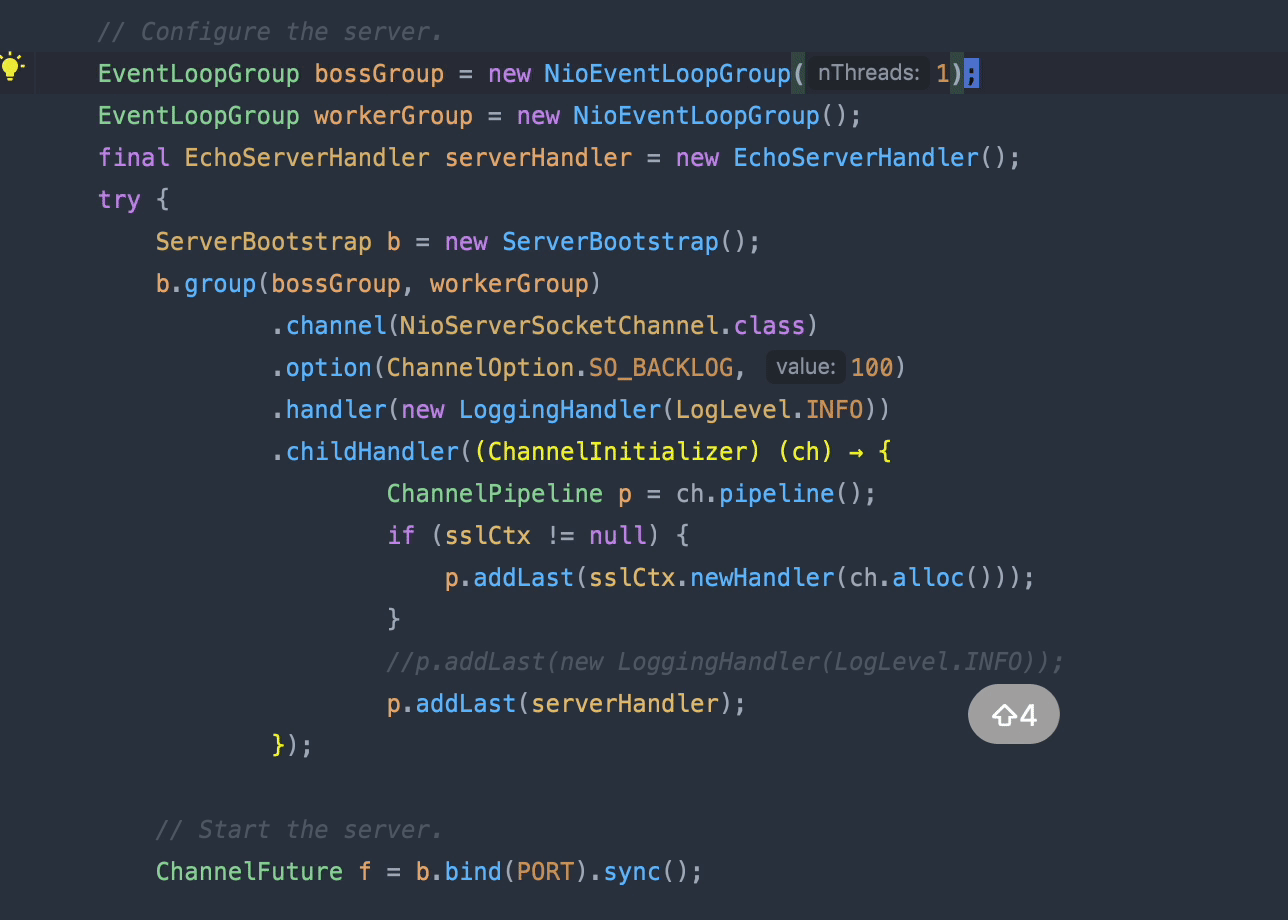 // Configure the server.
EventLoopGroup bossGroup = new NioEventLoopGroup( nThreads: 1);
EventLoopGroup workerGroup = new NioEventLoopGroup();
final EchoServerHandler serverHandler = new EchoServerHandler();
try {
ServerBootstrap b = new ServerBootstrap();
b.group(bossGroup, workerGroup)
.channel(NioServerSocketChannel.class)
.option(ChannelOption.SO_BACKLOG, value: 100)
.handler(new LoggingHandler(LogLevel.INFO))
.childHandler((ChannelInitializer) (ch) → {
ChannelPipeline p = ch.pipeline();
if (sslCtx != null) {
p.addLast(sslCtx.newHandler(ch.alloc()));
}
//p.addLast(new LoggingHandler(LogLevel.INFO));
p.addLast(serverHandler);
⇧4
});
// Start the server.
ChannelFuture f = b.bind(PORT).sync();